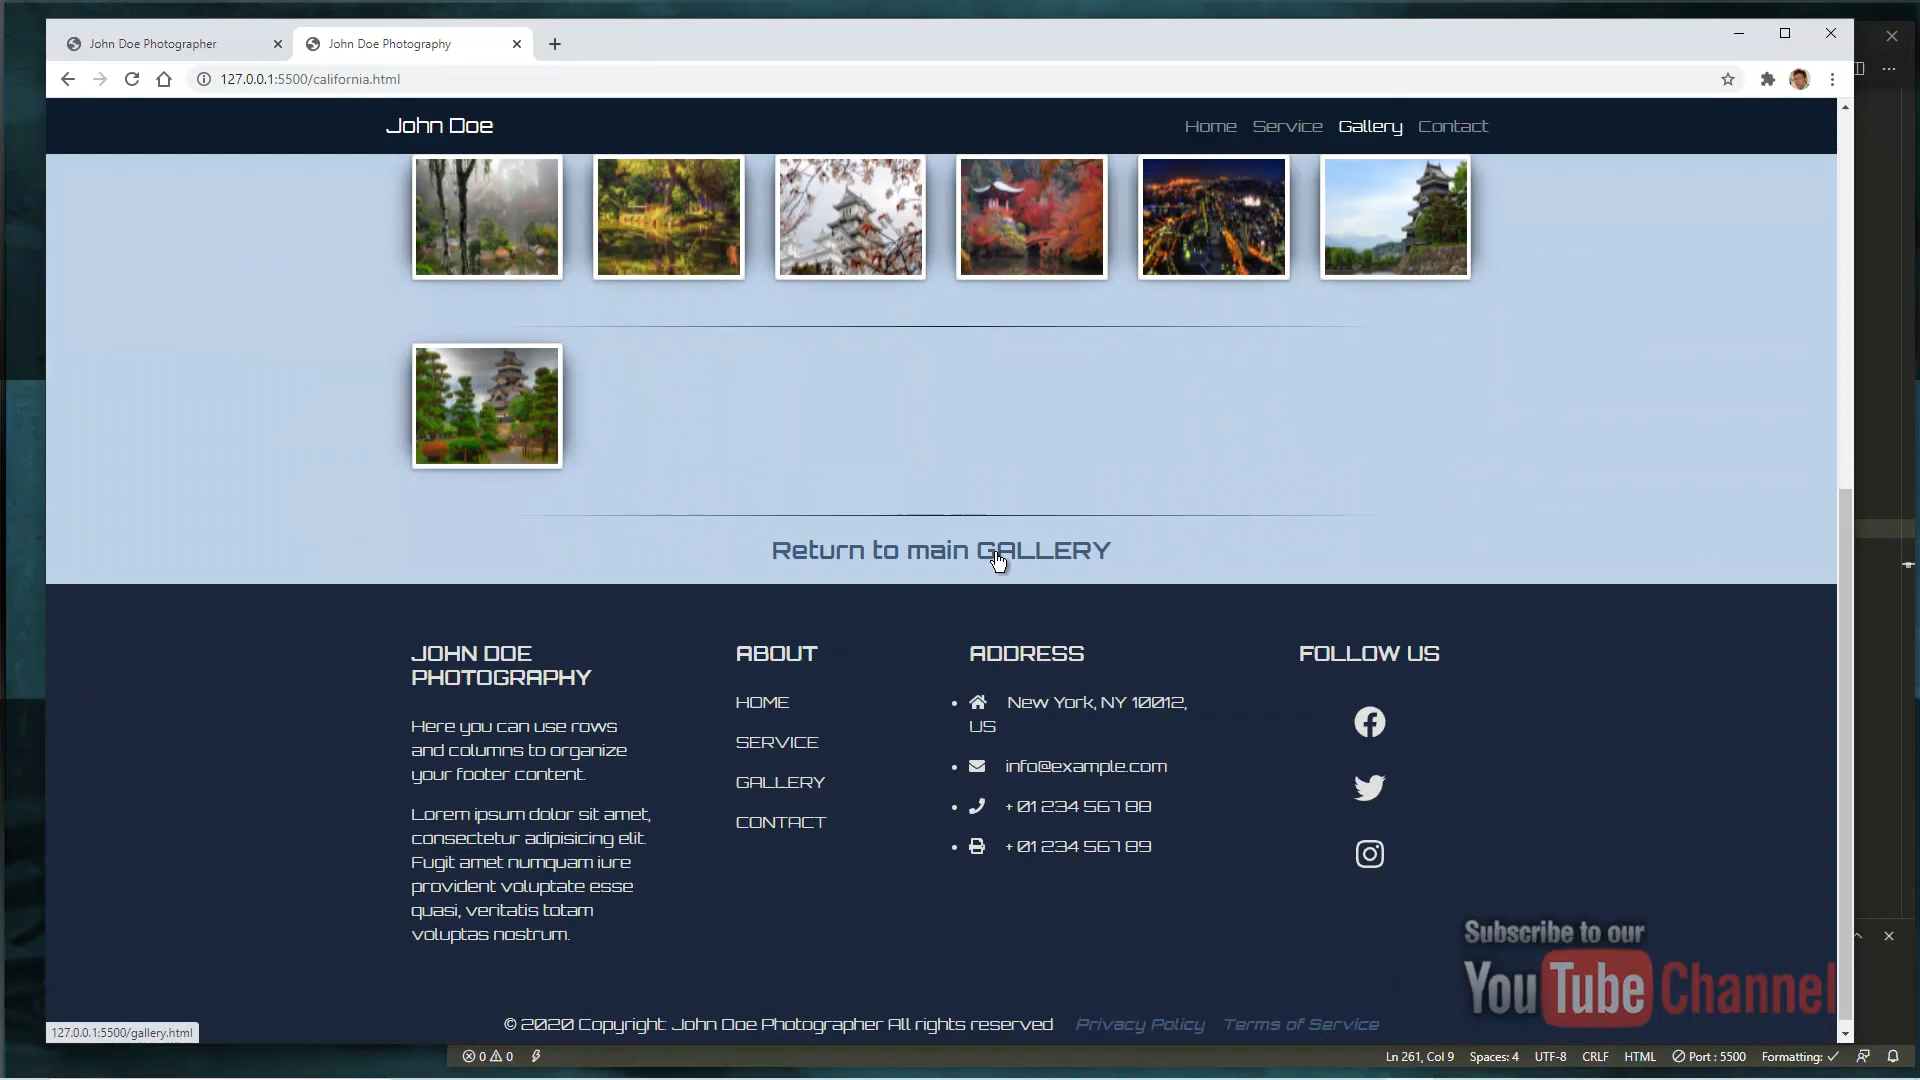 John Doe Photographer
John Doe Photography
127.0.0.1:5500/california.html
John Doe
Home Service Gallery Contact
Return to main GALLERY
JOHN DOE
PHOTOGRAPHY
Here you can use rows
and columns to organize
your footer content.
Lorem ipsum dolor sit amet,
consectetur adipisicing elit.
Fugit amet numquam iure
provident voluptate esse
quasi, veritatis totam
voluptas nostrum.
ABOUT
HOME
SERVICE
GALLERY
CONTACT
ADDRESS
New York, NY 10012,
US
info@example.com
+ 01 234 567 88
+ 01 234 567 89
FOLLOW US
Subscribe to our
YouTube Channel
© 2020 Copyright: John Doe Photographer All rights reserved Privacy Policy Terms of Service
127.0.0.1:5500/gallery.html
0 0 Ln 261, Col 9 Spaces: 4 UTF-8 CRLF HTML Port : 5500 Formatting: ✓